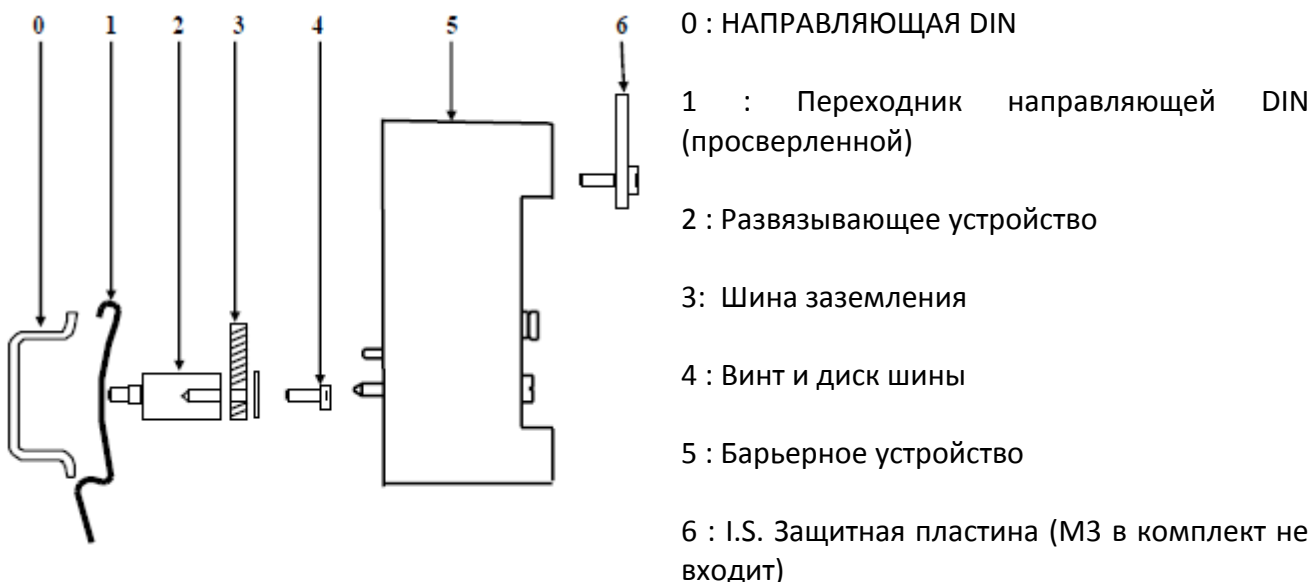 0 1 2 3 4 5 6
0 : НАПРАВЛЯЮЩАЯ DIN
1 : Переходник направляющей DIN
(просверленной)
2 : Развязывающее устройство
3: Шина заземления
4 : Винт и диск шины
5 : Барьерное устройство
6 : I.S. Защитная пластина (М3 в комплект не
входит)